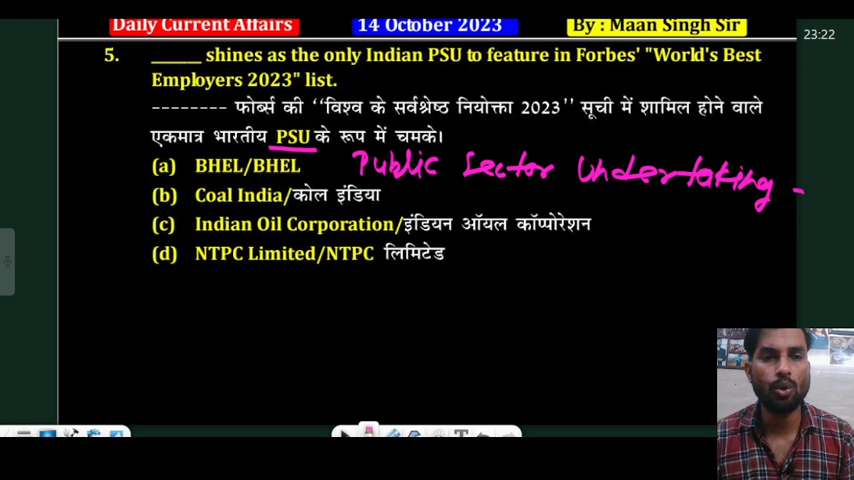 Daily Current Affairs 14 October 2023 By : Maan Singh Sir
23:22
5. ______ shines as the only Indian PSU to feature in Forbes' "World's Best
Employers 2023" list.
-------- फोर्ब्स की ‘‘विश्व के सर्वश्रेष्ठ नियोक्ता 2023’’ सूची में शामिल होने वाले
एकमात्र भारतीय PSU के रूप में चमके।
(a) BHEL/BHEL Public Sector Undertaking -
(b) Coal India/कोल इंडिया
(c) Indian Oil Corporation/इंडियन ऑयल कॉर्प्पोरेशन
(d) NTPC Limited/NTPC लिमिटेड